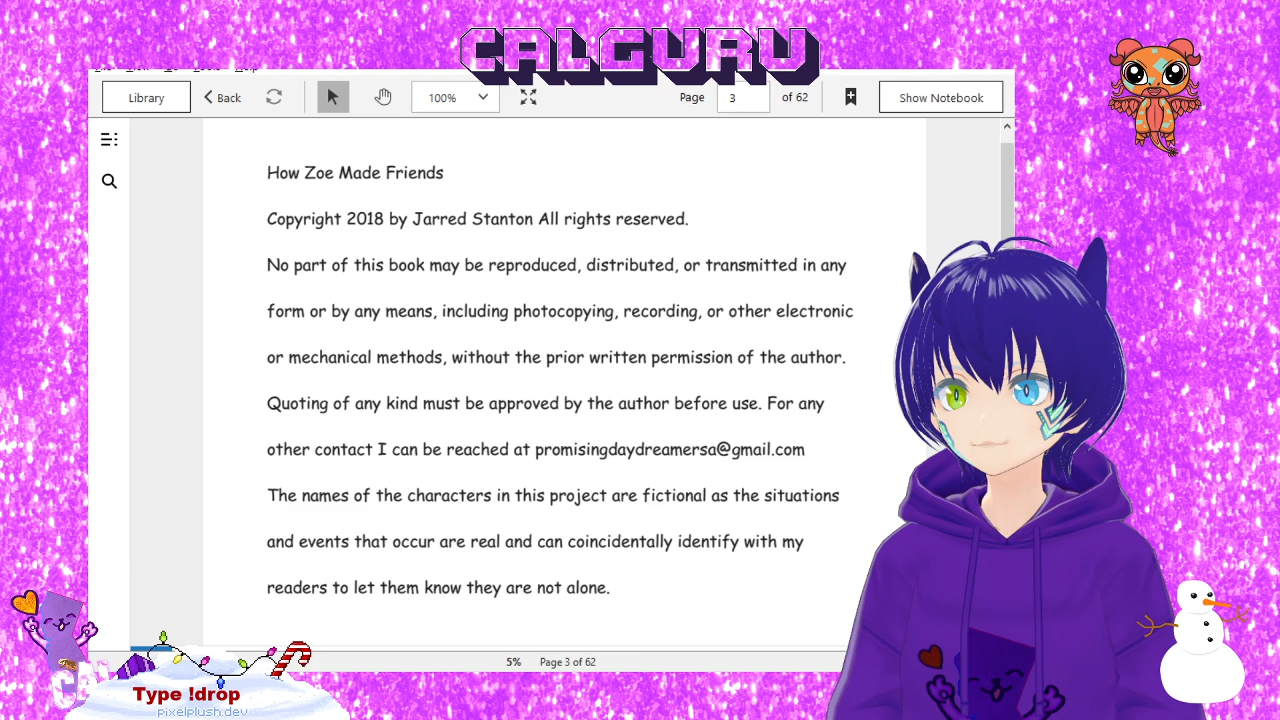 CALGURU
Library
Back
100%
Page 3 of 62
Show Notebook
How Zoe Made Friends
Copyright 2018 by Jarred Stanton All rights reserved.
No part of this book may be reproduced, distributed, or transmitted in any
form or by any means, including photocopying, recording, or other electronic
or mechanical methods, without the prior written permission of the author.
Quoting of any kind must be approved by the author before use. For any
other contact I can be reached at promisingdaydreamersa@gmail.com
The names of the characters in this project are fictional as the situations
and events that occur are real and can coincidentally identify with my
readers to let them know they are not alone.
5% Page 3 of 62
Type !drop
pixelplush.dev